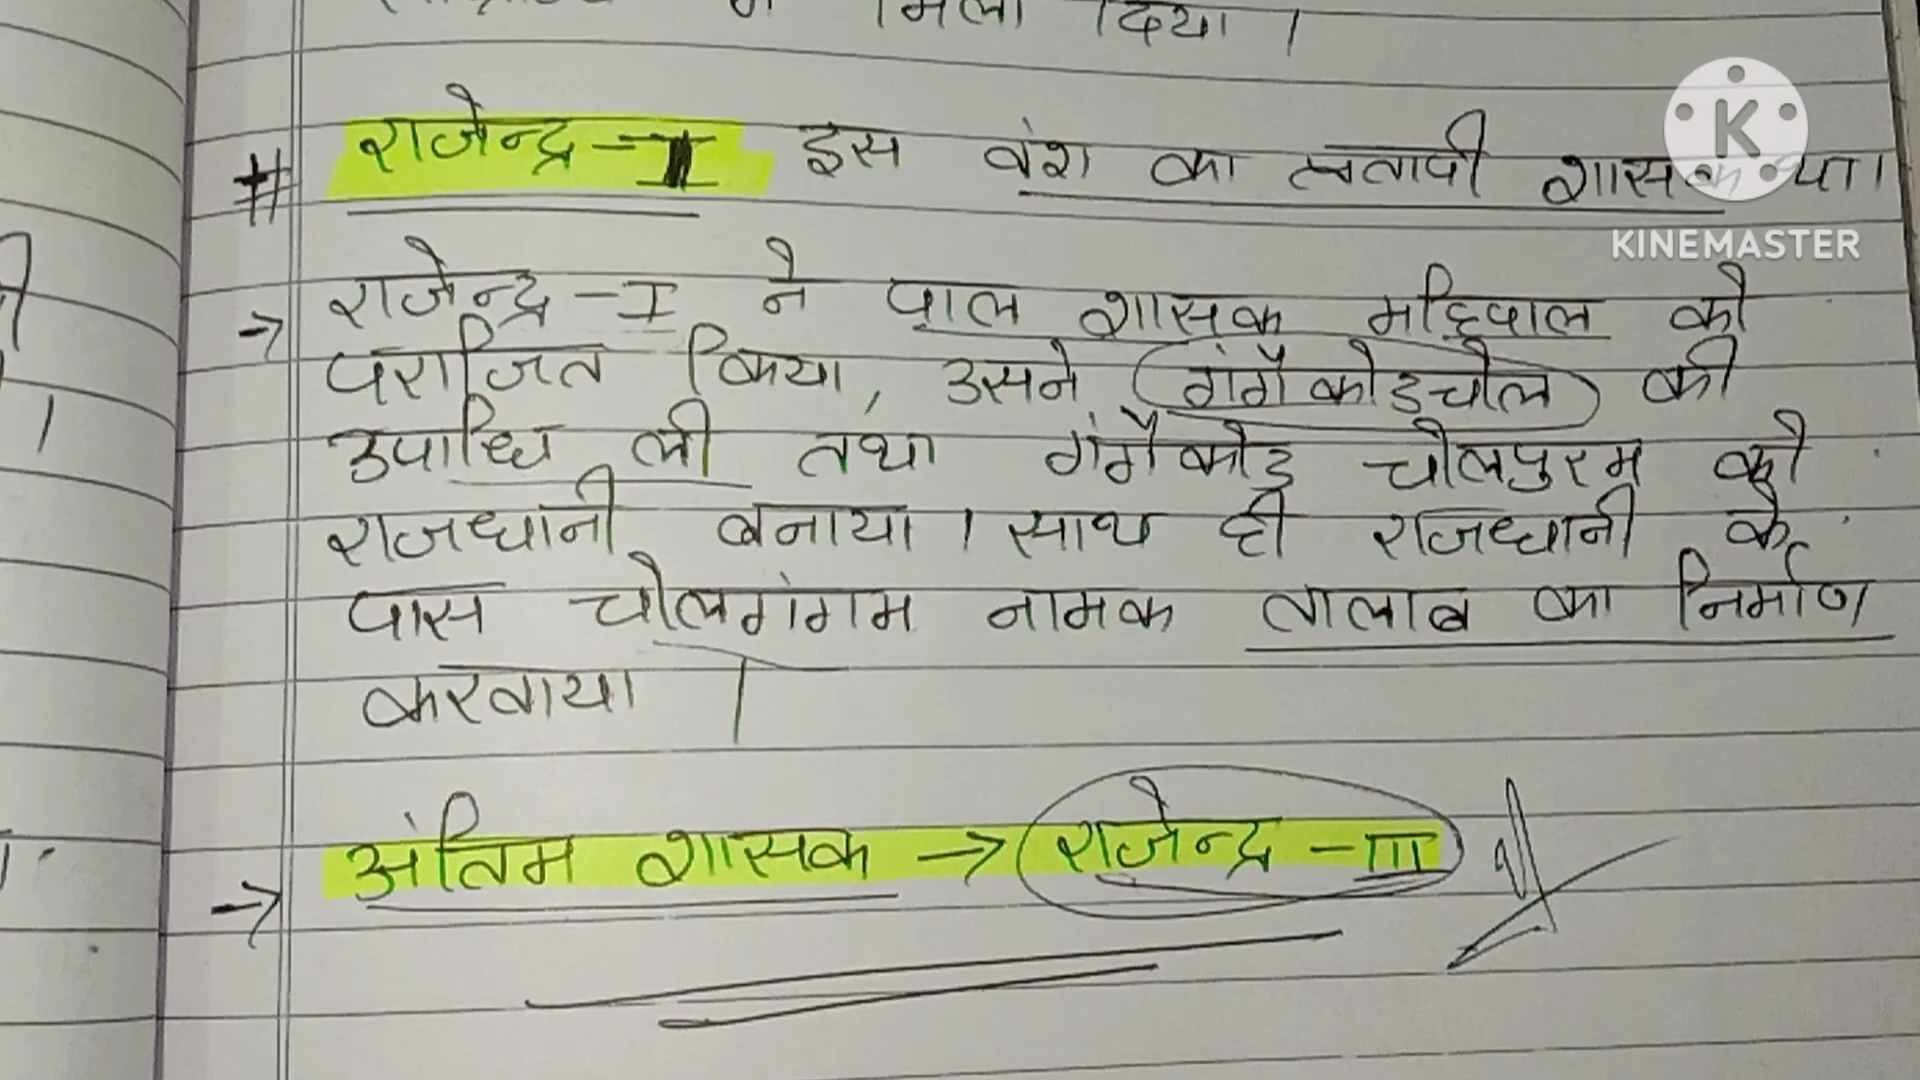 में मिला दिया ।
# राजेन्द्र-I इस वंश का प्रतापी शासक था।
→ राजेन्द्र-I ने पाल शासक महिपाल को
पराजित किया, उसने गंगैकोडचोल की
उपाधि ली तथा गंगैकोड चोलपुरम को
राजधानी बनाया । साथ ही राजधानी के
पास चोलगंगम नामक तालाब का निर्माण
करवाया ।
→ अंतिम शासक → राजेन्द्र-III
K
KINEMASTER